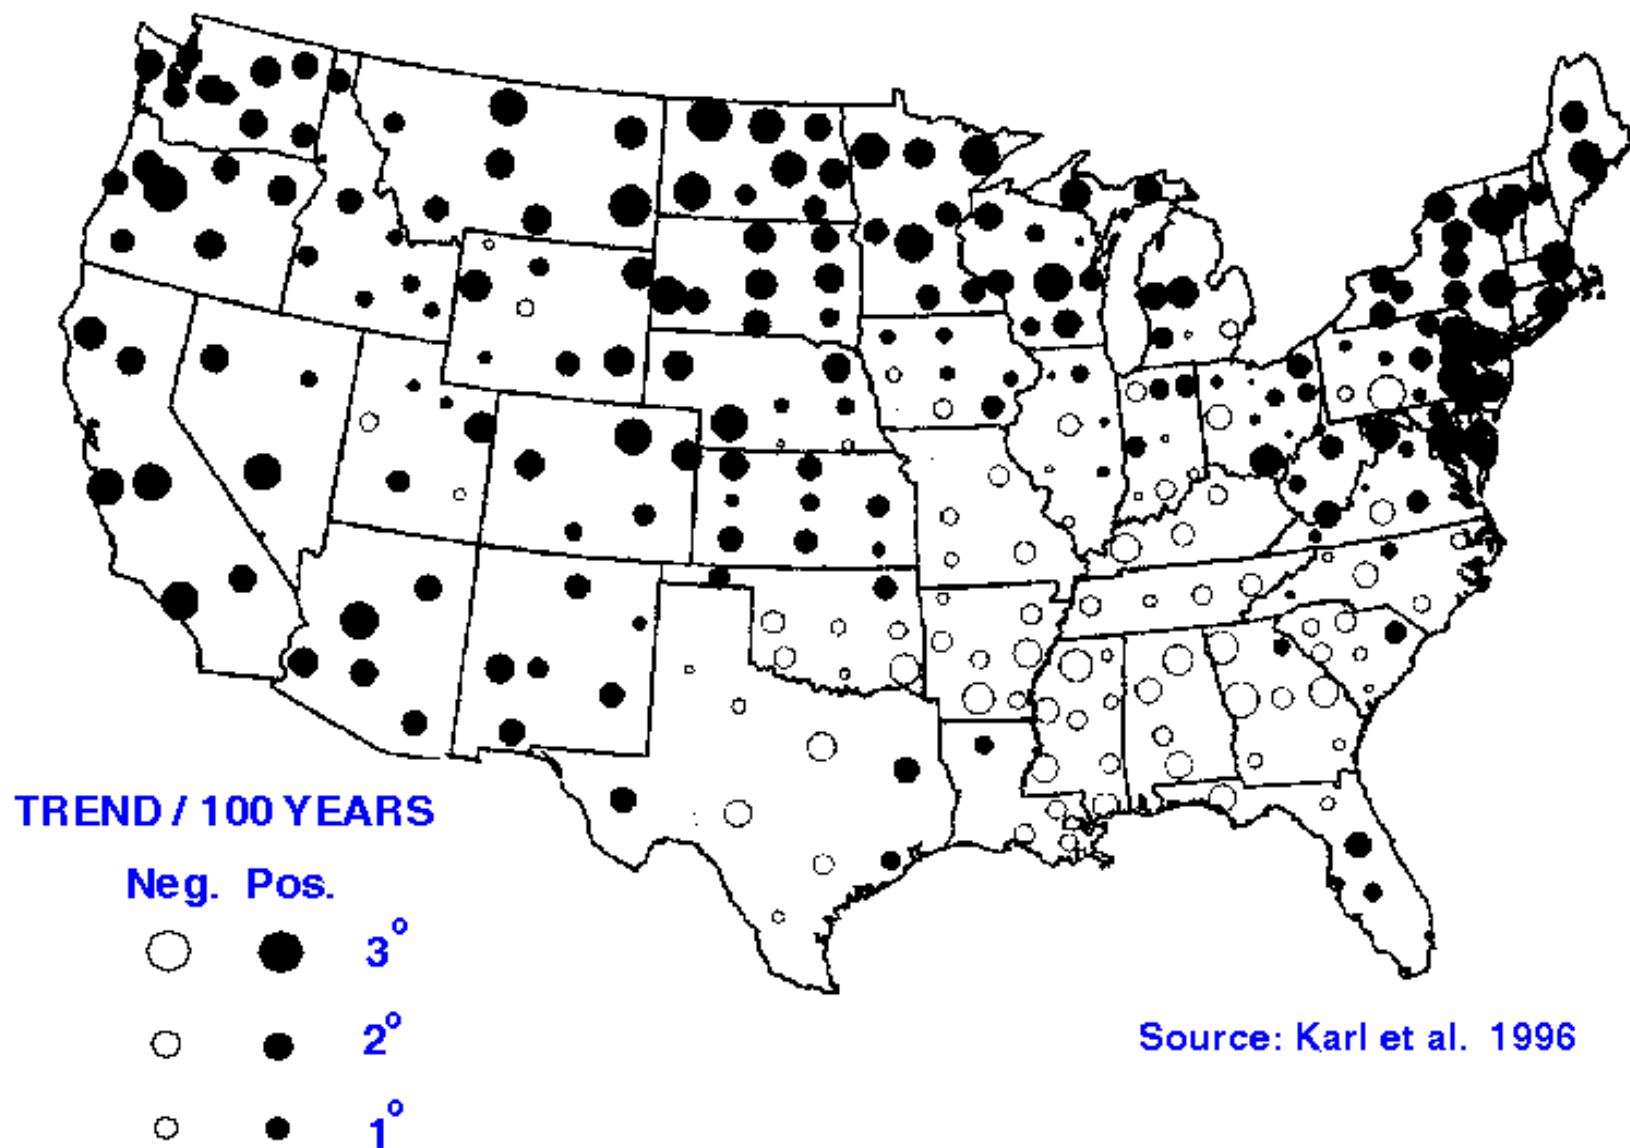 TREND / 100 YEARS
Neg. Pos.
3°
2°
1°
Source: Karl et al. 1996